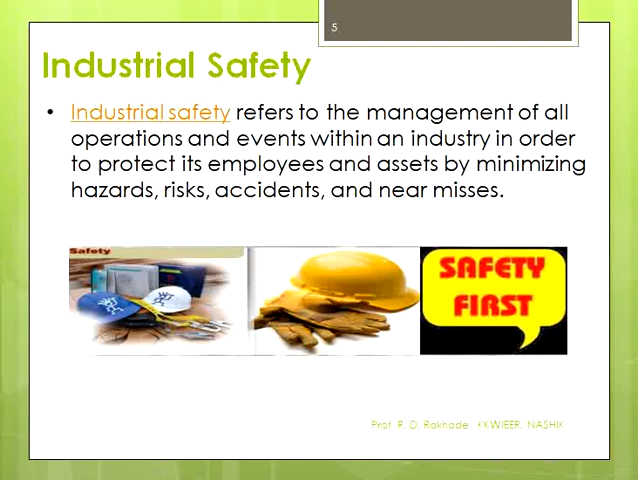 5
Industrial Safety
• Industrial safety refers to the management of all
operations and events within an industry in order
to protect its employees and assets by minimizing
hazards, risks, accidents, and near misses.
Safety
SAFETY
FIRST
Prof. R. D. Rakhade. KKWIEER, NASHIK